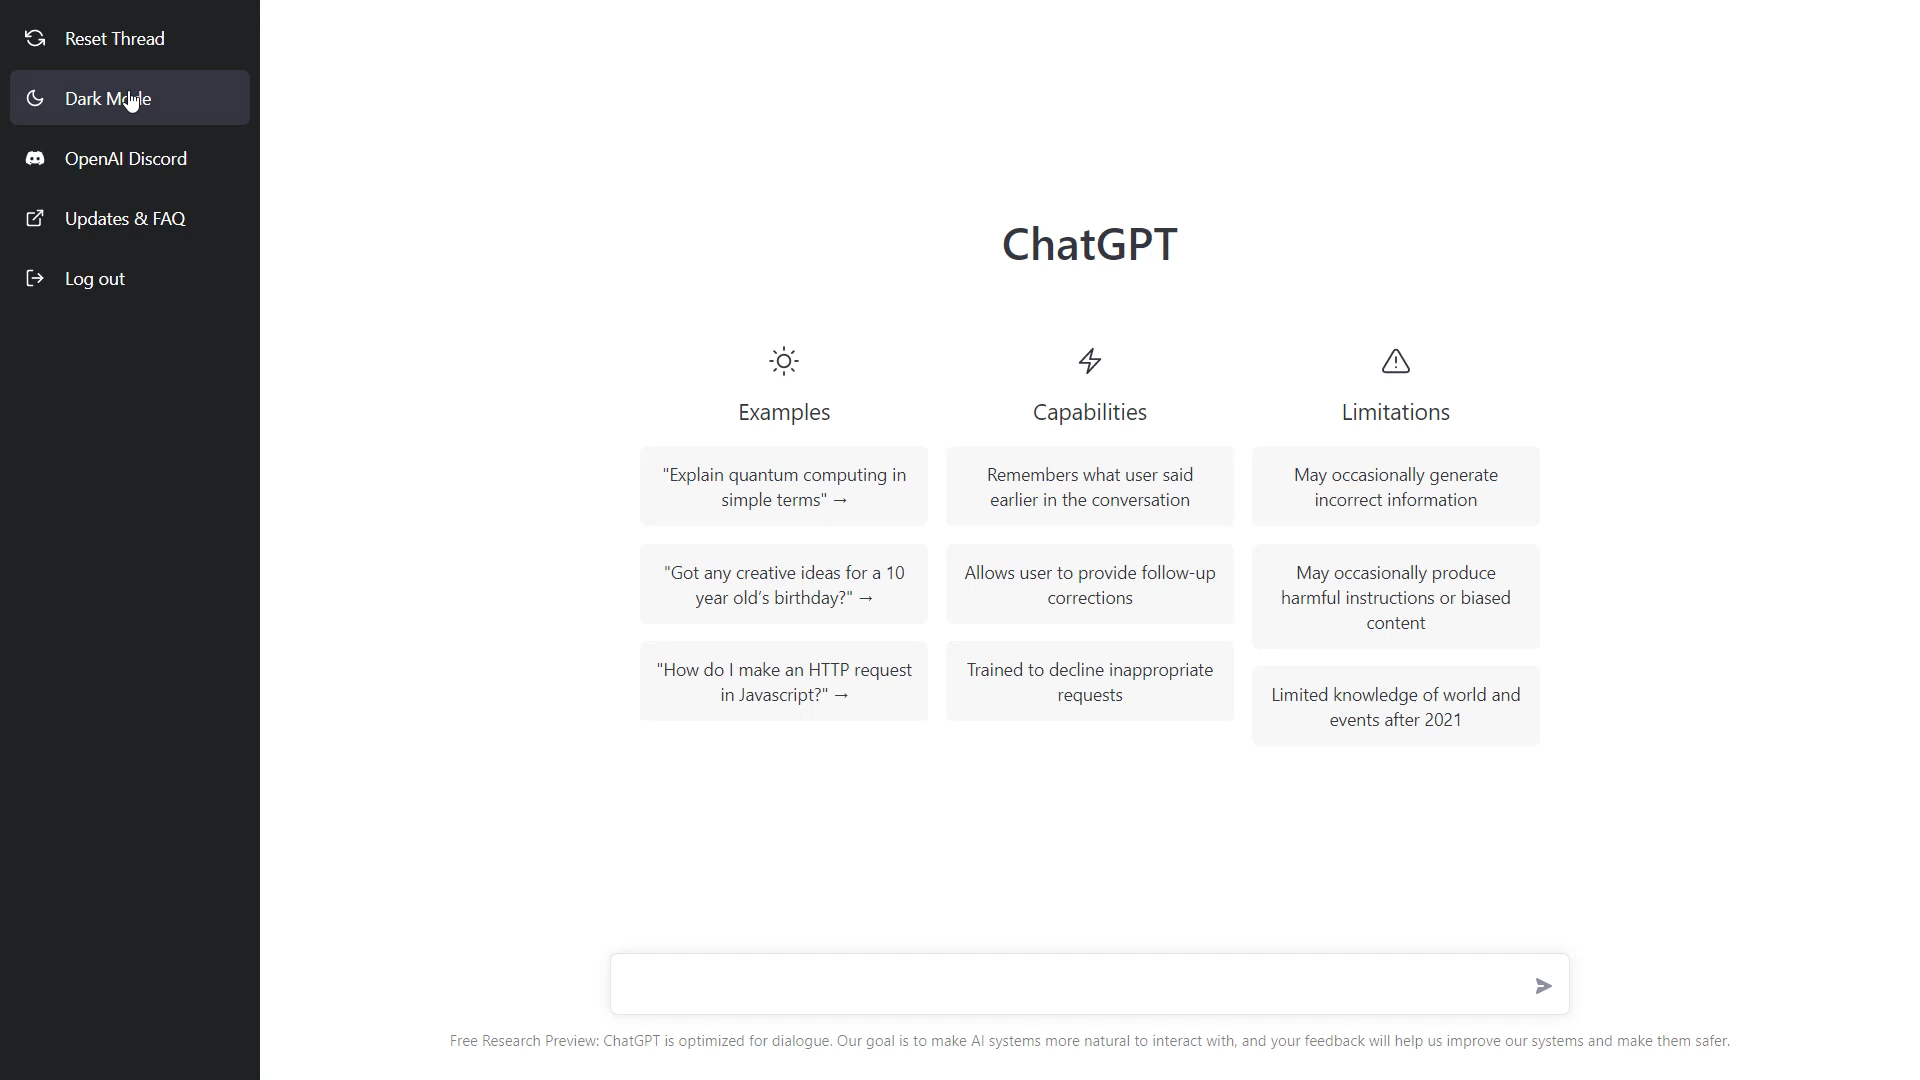 Reset Thread
Dark Mode
OpenAI Discord
Updates & FAQ
Log out
ChatGPT
Examples
"Explain quantum computing in
simple terms" →
"Got any creative ideas for a 10
year old's birthday?" →
"How do I make an HTTP request
in Javascript?" →
Capabilities
Remembers what user said
earlier in the conversation
Allows user to provide follow-up
corrections
Trained to decline inappropriate
requests
Limitations
May occasionally generate
incorrect information
May occasionally produce
harmful instructions or biased
content
Limited knowledge of world and
events after 2021
Free Research Preview: ChatGPT is optimized for dialogue. Our goal is to make AI systems more natural to interact with, and your feedback will help us improve our systems and make them safer.